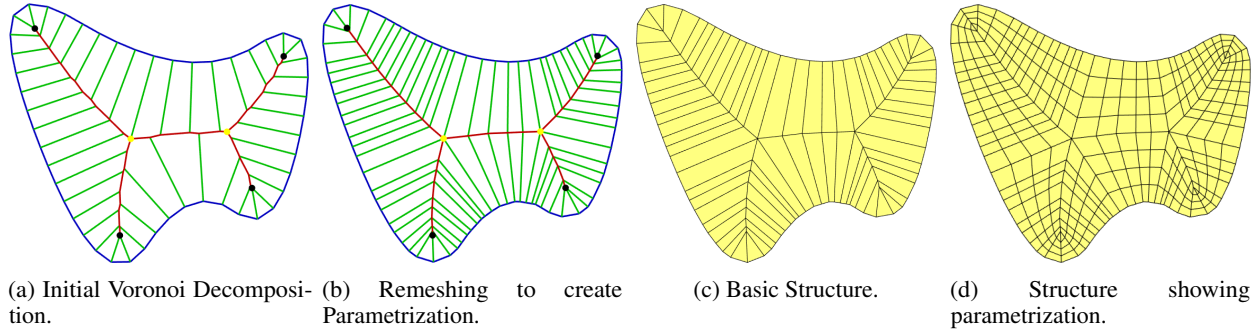 (a) Initial Voronoi Decomposi-
tion.
(b) Remeshing to create
Parametrization.
(c) Basic Structure.
(d) Structure showing
parametrization.